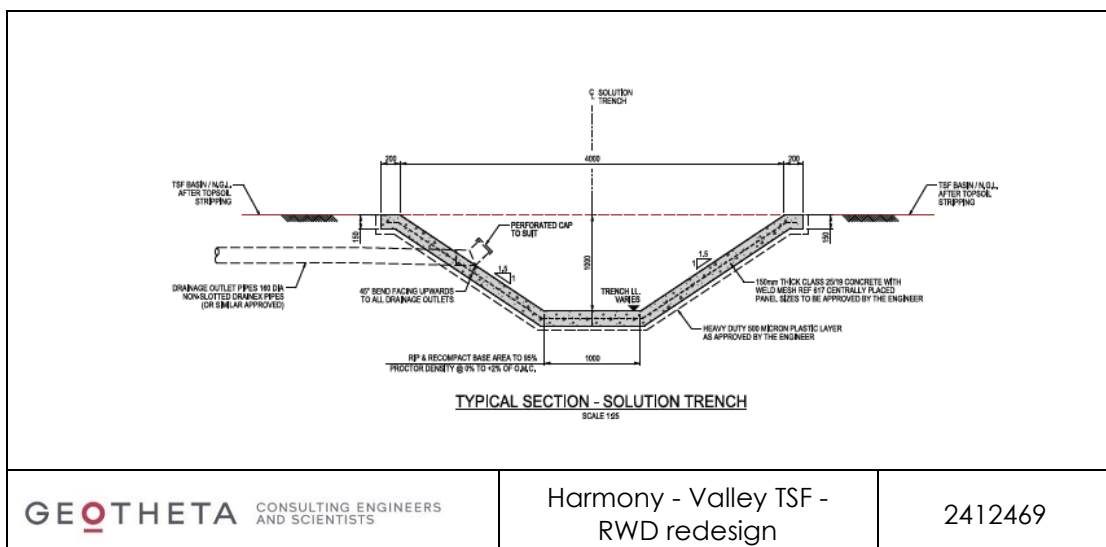 ℄ SOLUTION
TRENCH
200
4000
200
TSF BASIN / N.G.L.
AFTER TOPSOIL
STRIPPING
TSF BASIN / N.G.L.
AFTER TOPSOIL
STRIPPING
PERFORATED CAP
TO SUIT
150
1000
150
1,5
1
1,5
1
DRAINAGE OUTLET PIPES 160 DIA
NON-SLOTTED DRAINEX PIPES
(OR SIMILAR APPROVED)
45° BEND FACING UPWARDS
TO ALL DRAINAGE OUTLETS
TRENCH I.L.
VARIES
150mm THICK CLASS 25/19 CONCRETE WITH
WELD MESH REF 617 CENTRALLY PLACED
PANEL SIZES TO BE APPROVED BY THE ENGINEER
HEAVY DUTY 500 MICRON PLASTIC LAYER
AS APPROVED BY THE ENGINEER
RIP & RECOMPACT BASE AREA TO 95%
PROCTOR DENSITY @ 0% TO +2% OF O.M.C.
1000
TYPICAL SECTION - SOLUTION TRENCH
SCALE 1:25
GEOTHETA CONSULTING ENGINEERS
AND SCIENTISTS
Harmony - Valley TSF -
RWD redesign
2412469